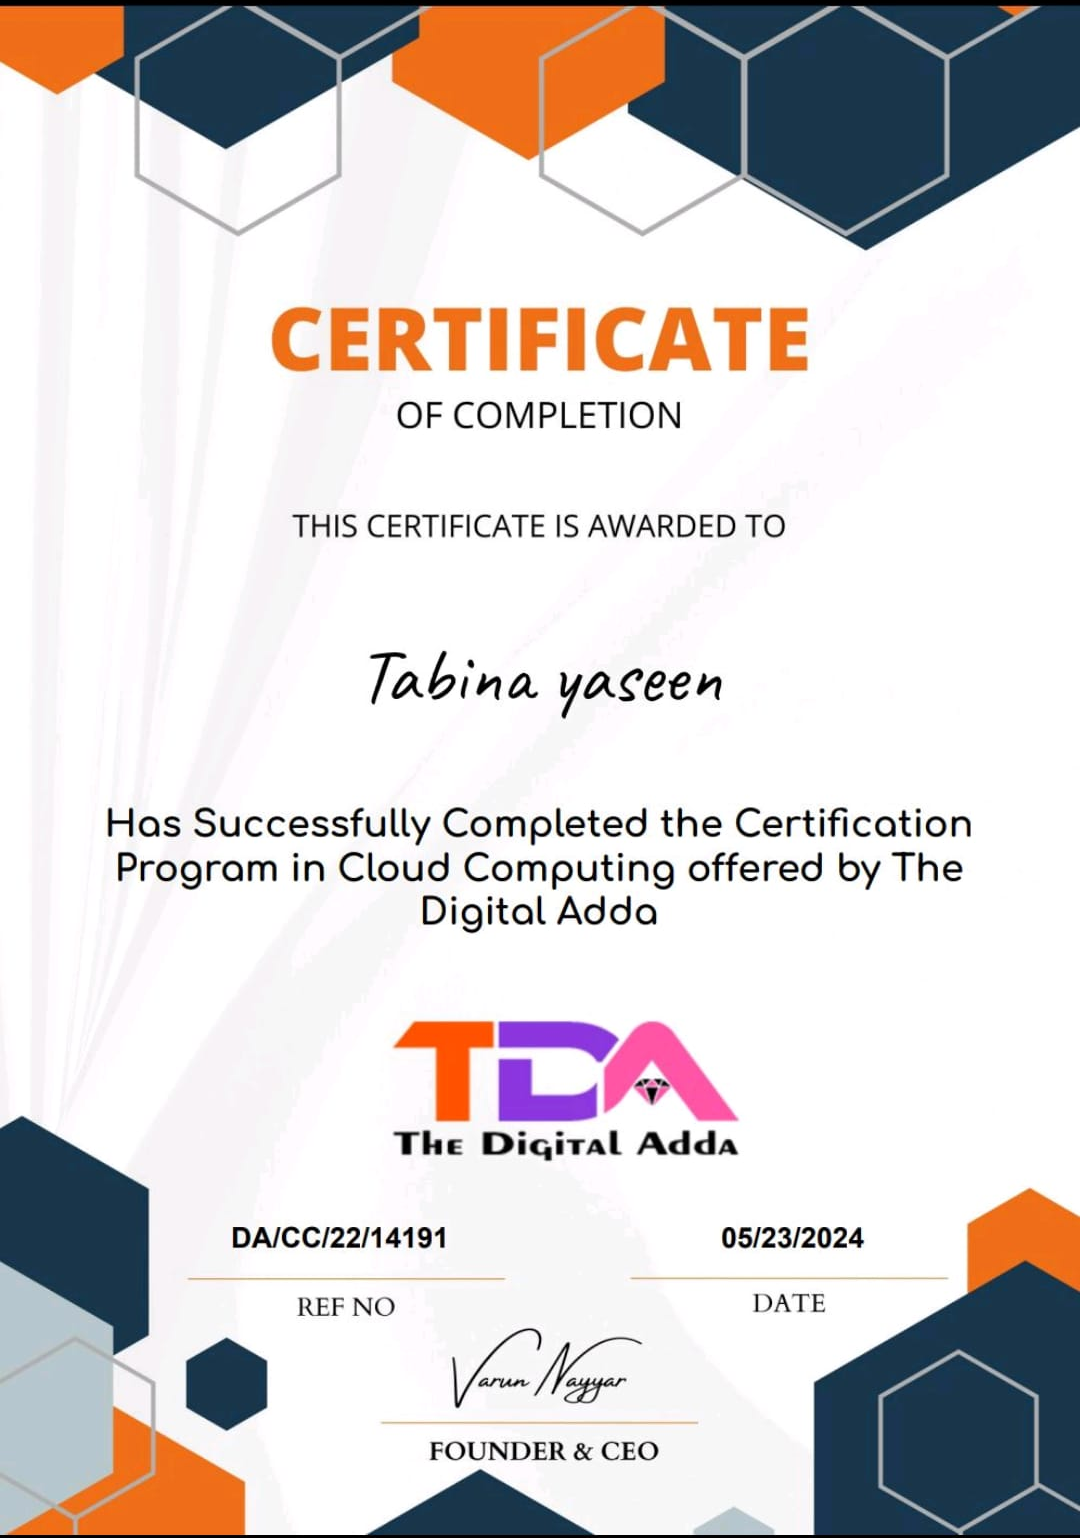 CERTIFICATE
OF COMPLETION
THIS CERTIFICATE IS AWARDED TO
Tabina yaseen
Has Successfully Completed the Certification
Program in Cloud Computing offered by The
Digital Adda
TDA
The Digital Adda
DA/CC/22/14191
REF NO
05/23/2024
DATE
Varun Nayyar
FOUNDER & CEO